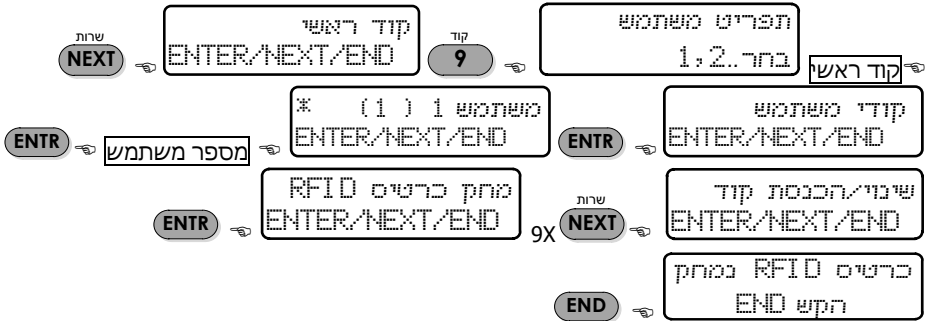 קוד ראשי
תפריט משתמש
בחר..1,2
קוד
9
קוד ראשי
ENTER/NEXT/END
שרות
NEXT
קודי משתמש
ENTER/NEXT/END
ENTR
משתמש 1 ( 1 ) *
ENTER/NEXT/END
מספר משתמש
ENTR
שינוי/הכנסת קוד
ENTER/NEXT/END
שרות
NEXT
9X
מחק כרטיס RFID
ENTER/NEXT/END
ENTR
כרטיס RFID נמחק
הקש END
END